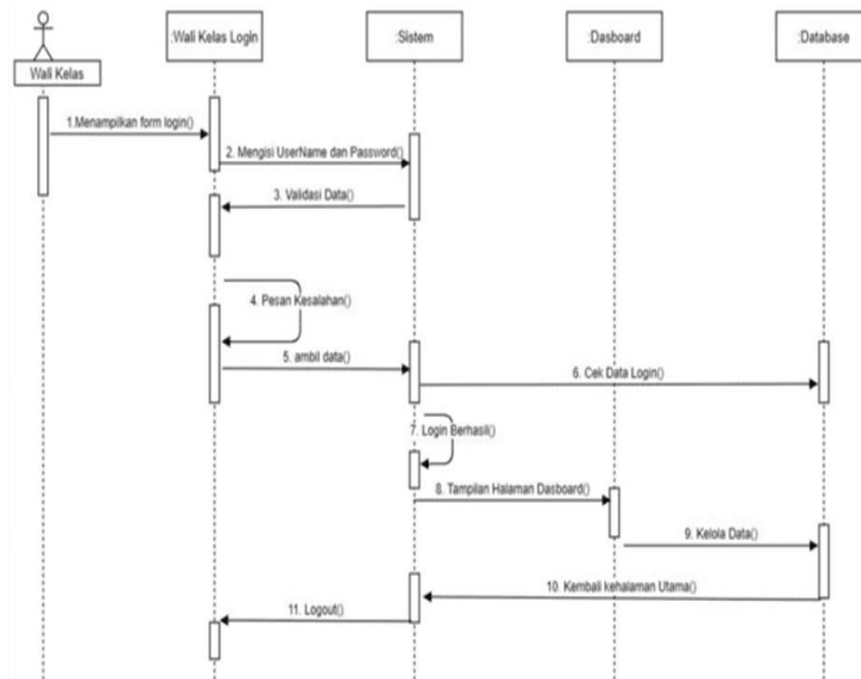 :Wali Kelas Login
:Sistem
:Dasboard
:Database
Wali Kelas
1.Menampilkan form login()
2. Mengisi UserName dan Password()
3. Validasi Data()
4. Pesan Kesalahan()
5. ambil data()
6. Cek Data Login()
7. Login Berhasil()
8. Tampilan Halaman Dasboard()
9. Kelola Data()
10. Kembali kehalaman Utama()
11. Logout()